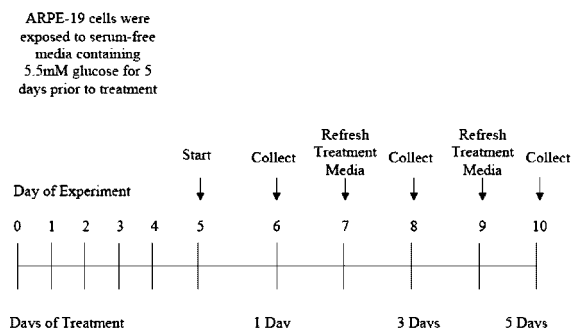 ARPE-19 cells were
exposed to serum-free
media containing
5.5mM glucose for 5
days prior to treatment
Start
Collect
Refresh
Treatment
Media
Collect
Refresh
Treatment
Media
Collect
Day of Experiment
0 1 2 3 4 5 6 7 8 9 10
Days of Treatment 1 Day 3 Days 5 Days